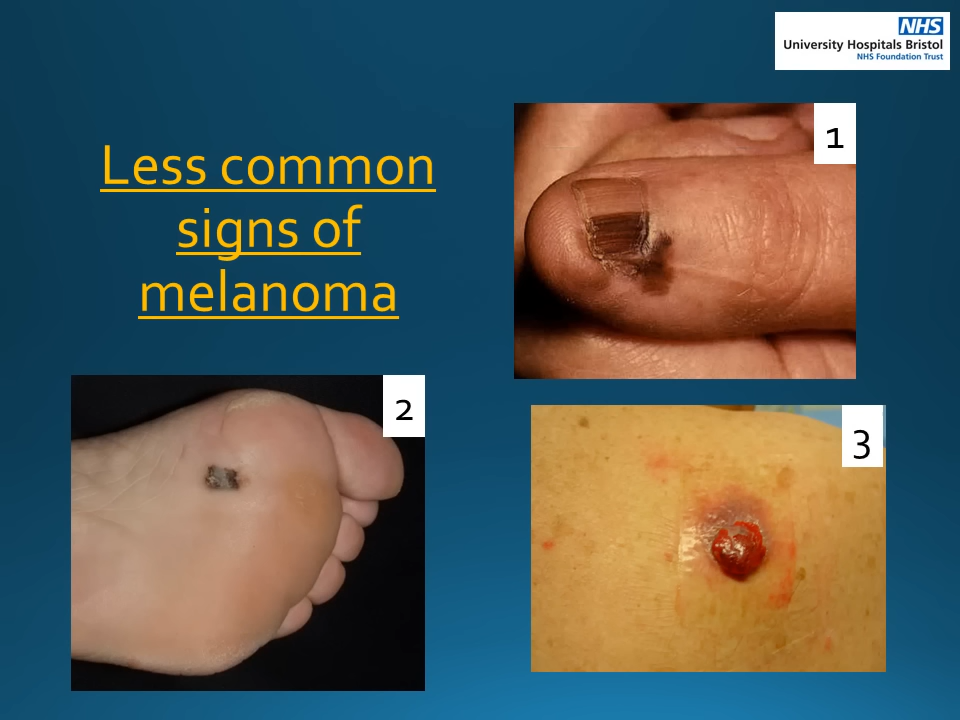 NHS
University Hospitals Bristol
NHS Foundation Trust
Less common
signs of
melanoma
1
2
3